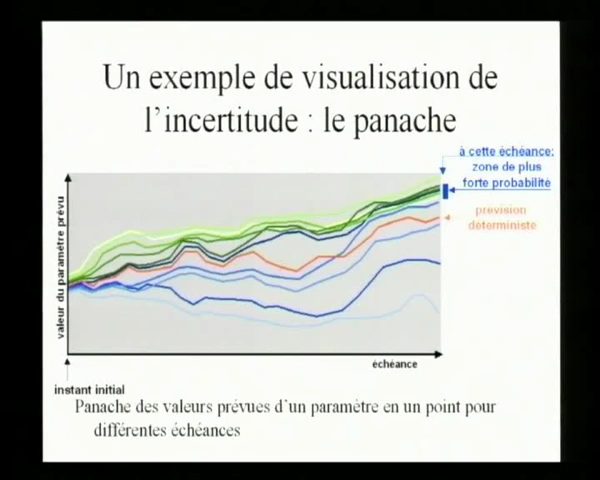 Un exemple de visualisation de
l'incertitude : le panache
à cette échéance:
zone de plus
forte probabilité
prévision
déterministe
valeur du paramètre prévu
échéance
instant initial
Panache des valeurs prévues d'un paramètre en un point pour
différentes échéances